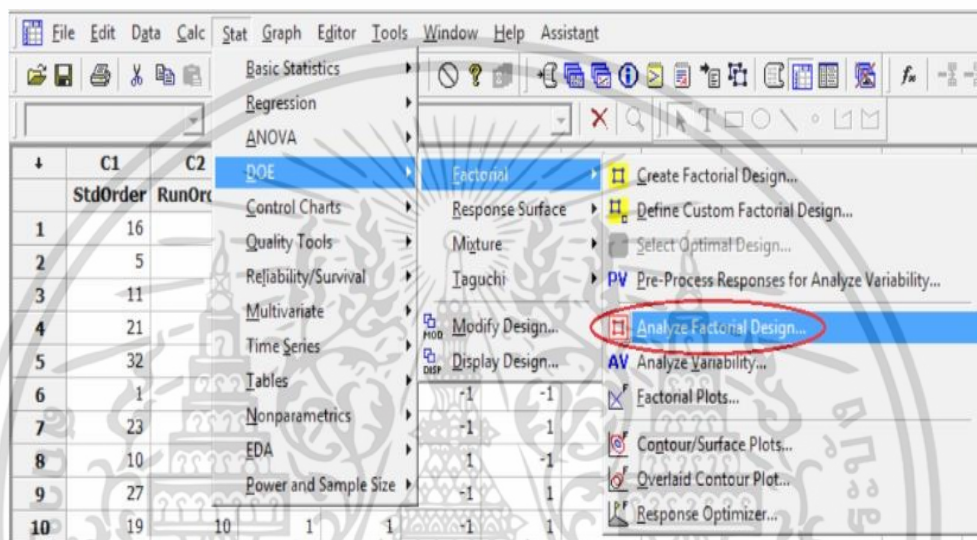 File Edit Data Calc Stat Graph Editor Tools Window Help Assistant
Basic Statistics
Regression
ANOVA
DOE
Control Charts
Quality Tools
Reliability/Survival
Multivariate
Time Series
Tables
Nonparametrics
EDA
Power and Sample Size
Factorial
Response Surface
Mixture
Taguchi
MOD Modify Design...
DISP Display Design...
Create Factorial Design...
Define Custom Factorial Design...
Select Optimal Design...
PV Pre-Process Responses for Analyze Variability...
Analyze Factorial Design...
AV Analyze Variability...
Factorial Plots...
Contour/Surface Plots...
Overlaid Contour Plot...
Response Optimizer...
C1 C2
StdOrder RunOrd
1 16
2 5
3 11
4 21
5 32
6 1 -1 -1
7 23 -1 1
8 10 1 -1
9 27 -1 1
10 19 10 1 1 -1 1